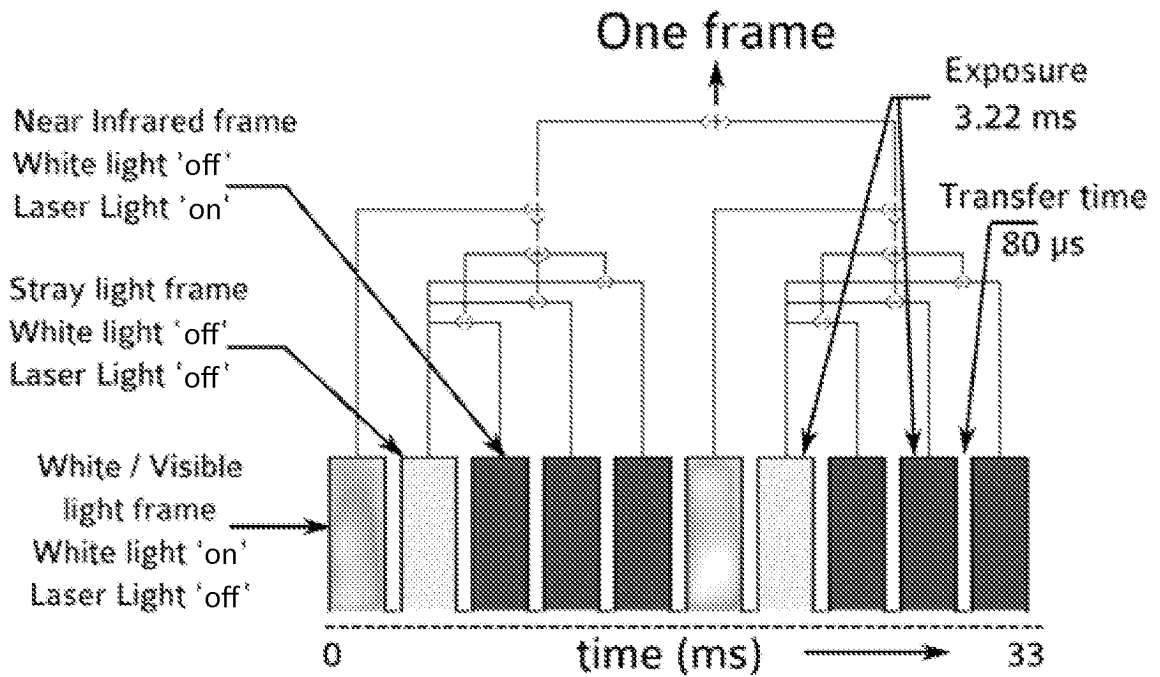 One frame
Exposure
3.22 ms
Near Infrared frame
White light 'off'
Laser Light 'on'
Transfer time
80 µs
Stray light frame
White light 'off'
Laser Light 'off'
White / Visible
light frame
White light 'on'
Laser Light 'off'
0
time (ms)
33